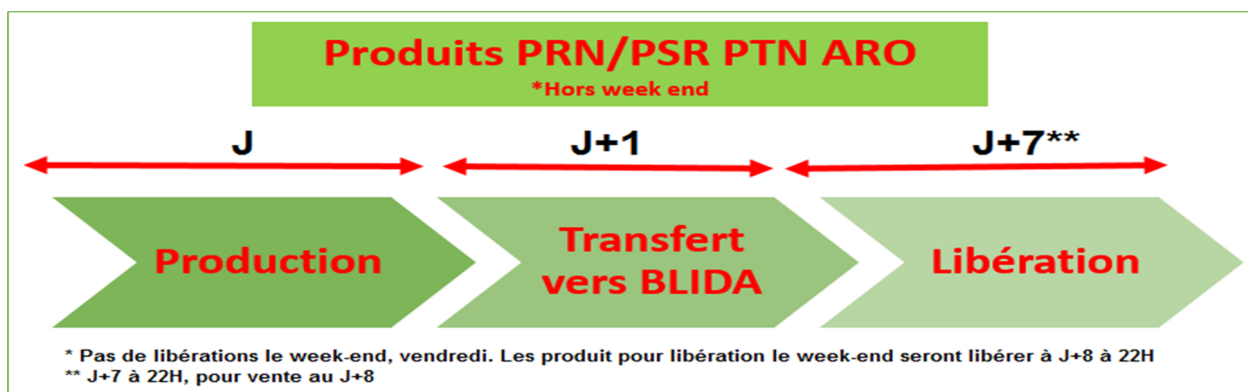 Produits PRN/PSR PTN ARO
*Hors week end
J
J+1
J+7**
Production
Transfert
vers BLIDA
Libération
* Pas de libérations le week-end, vendredi. Les produit pour libération le week-end seront libérer à J+8 à 22H
** J+7 à 22H, pour vente au J+8